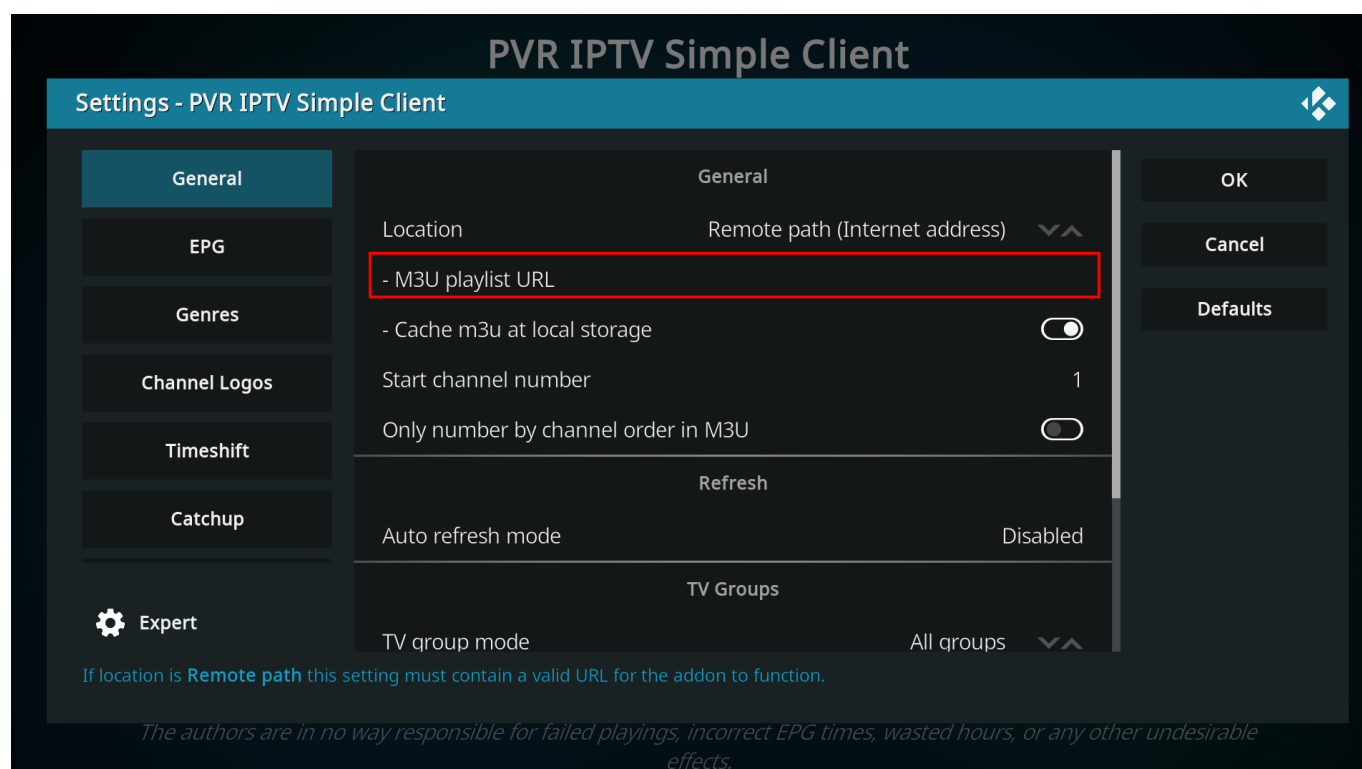 PVR IPTV Simple Client
Settings - PVR IPTV Simple Client
General
EPG
Genres
Channel Logos
Timeshift
Catchup
Expert
General
Location Remote path (Internet address)
- M3U playlist URL
- Cache m3u at local storage
Start channel number 1
Only number by channel order in M3U
Refresh
Auto refresh mode Disabled
TV Groups
TV group mode All groups
OK
Cancel
Defaults
If location is Remote path this setting must contain a valid URL for the addon to function.
The authors are in no way responsible for failed playings, incorrect EPG times, wasted hours, or any other undesirable
effects.